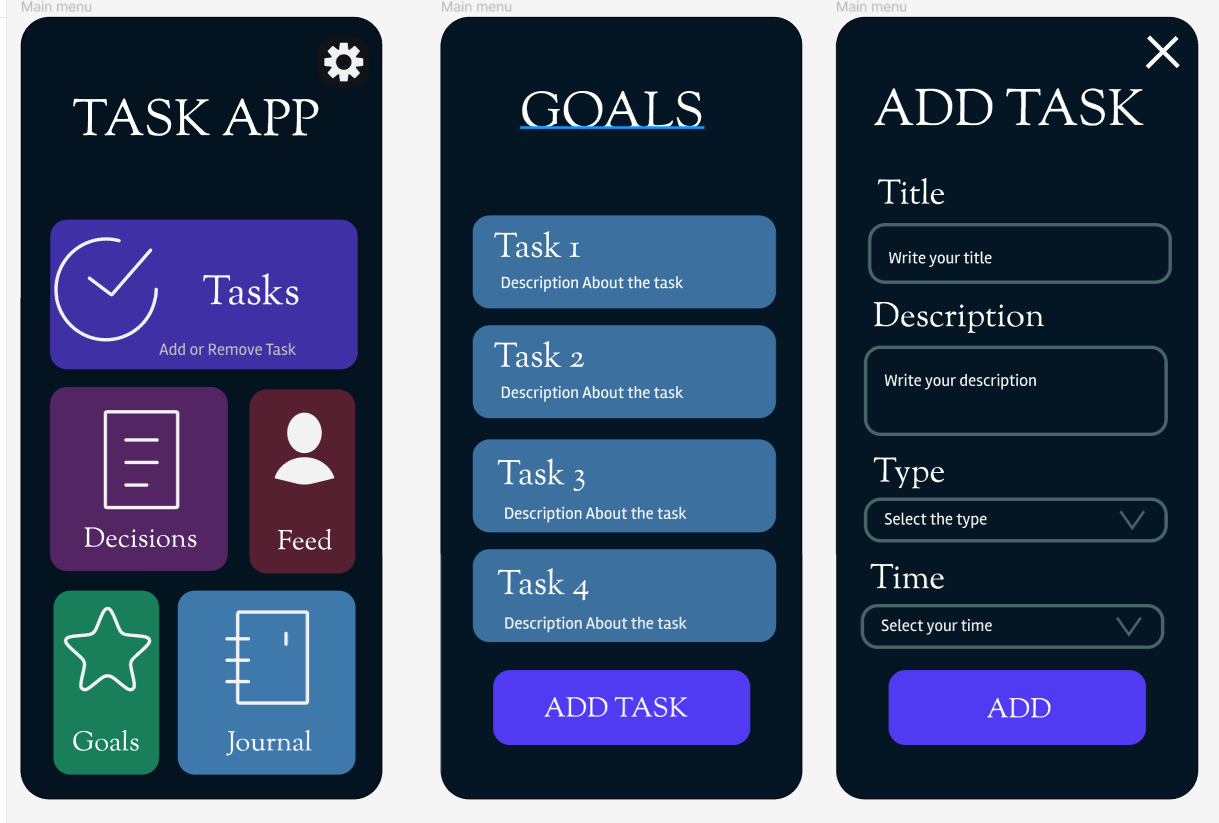 Main menu
TASK APP
Tasks
Add or Remove Task
Decisions
Feed
Goals
Journal
Main menu
GOALS
Task 1
Description About the task
Task 2
Description About the task
Task 3
Description About the task
Task 4
Description About the task
ADD TASK
Main menu
ADD TASK
Title
Write your title
Description
Write your description
Type
Select the type
Time
Select your time
ADD